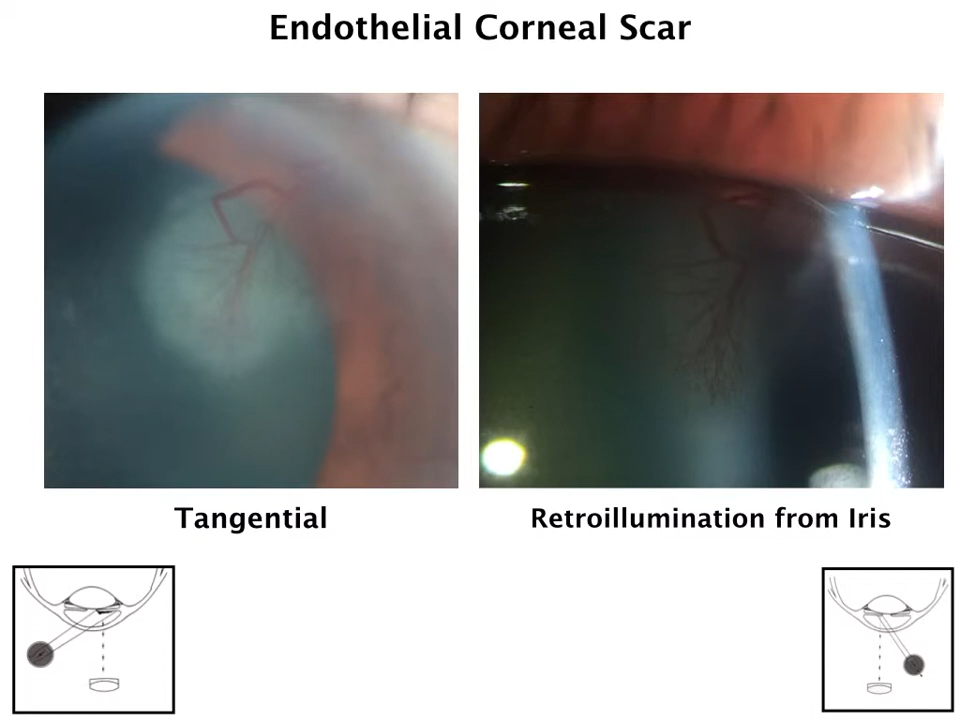 Endothelial Corneal Scar
Tangential
Retroillumination from Iris